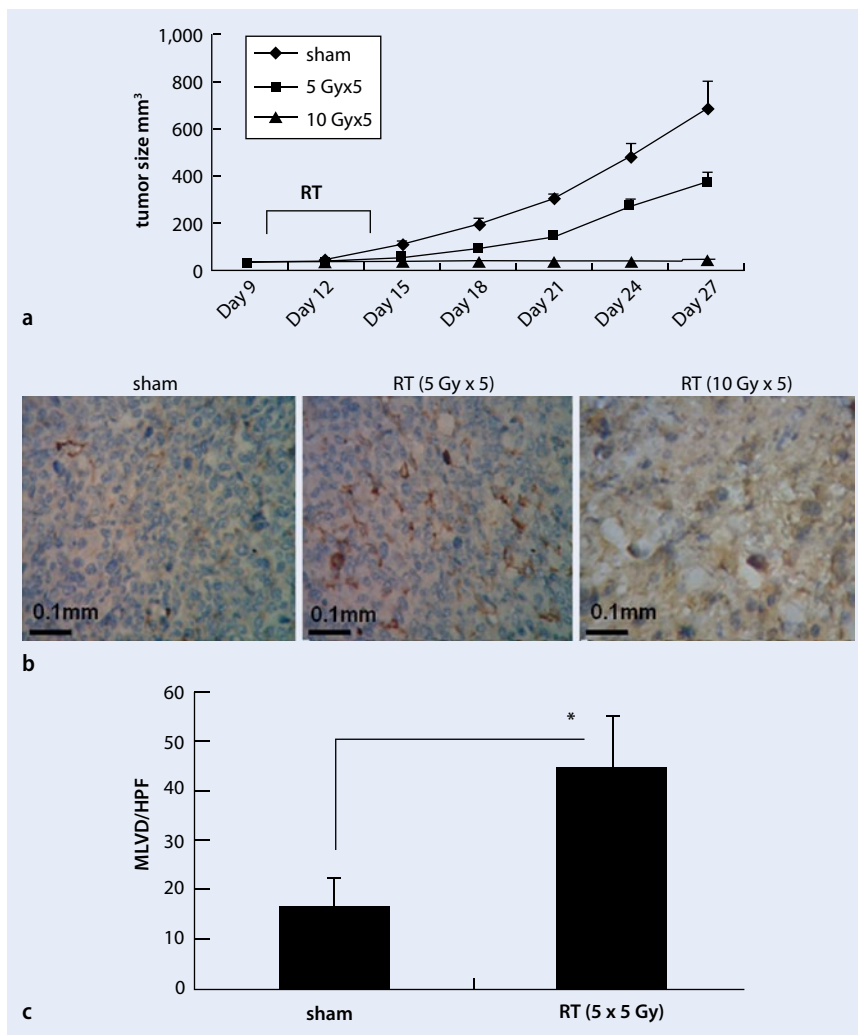 1,000
800
600
400
200
0
tumor size mm³
sham
5 Gyx5
10 Gyx5
RT
Day 9
Day 12
Day 15
Day 18
Day 21
Day 24
Day 27
a
sham
RT (5 Gy x 5)
RT (10 Gy x 5)
0.1mm
0.1mm
0.1mm
b
60
50
40
30
20
10
0
MLVD/HPF
*
sham
RT (5 x 5 Gy)
c